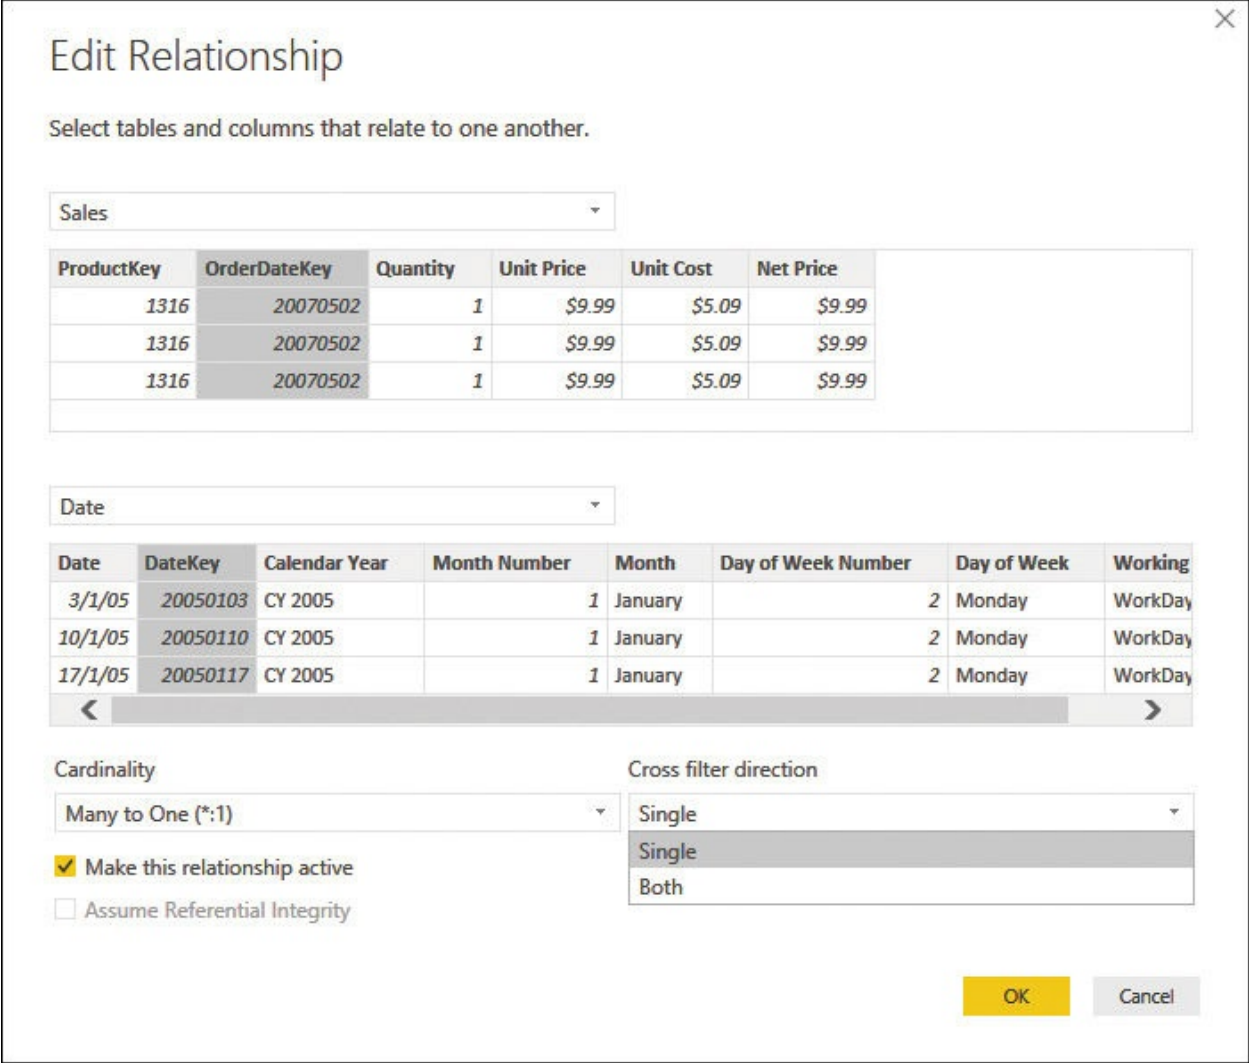 Edit Relationship
Select tables and columns that relate to one another.
Sales
ProductKey OrderDateKey Quantity Unit Price Unit Cost Net Price
1316 20070502 1 $9.99 $5.09 $9.99
1316 20070502 1 $9.99 $5.09 $9.99
1316 20070502 1 $9.99 $5.09 $9.99
Date
Date DateKey Calendar Year Month Number Month Day of Week Number Day of Week Working
3/1/05 20050103 CY 2005 1 January 2 Monday WorkDay
10/1/05 20050110 CY 2005 1 January 2 Monday WorkDay
17/1/05 20050117 CY 2005 1 January 2 Monday WorkDay
Cardinality Cross filter direction
Many to One (*:1) Single
Single
Both
Make this relationship active
Assume Referential Integrity
OK Cancel